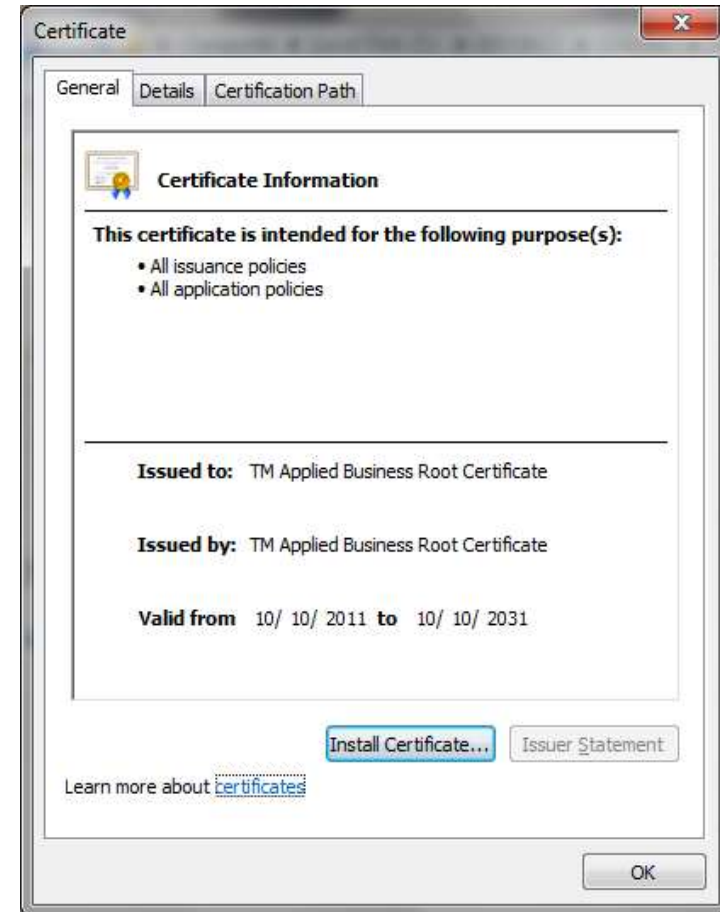 Certificate
General Details Certification Path
Certificate Information
This certificate is intended for the following purpose(s):
• All issuance policies
• All application policies
Issued to: TM Applied Business Root Certificate
Issued by: TM Applied Business Root Certificate
Valid from 10/ 10/ 2011 to 10/ 10/ 2031
Install Certificate... Issuer Statement
Learn more about certificates
OK